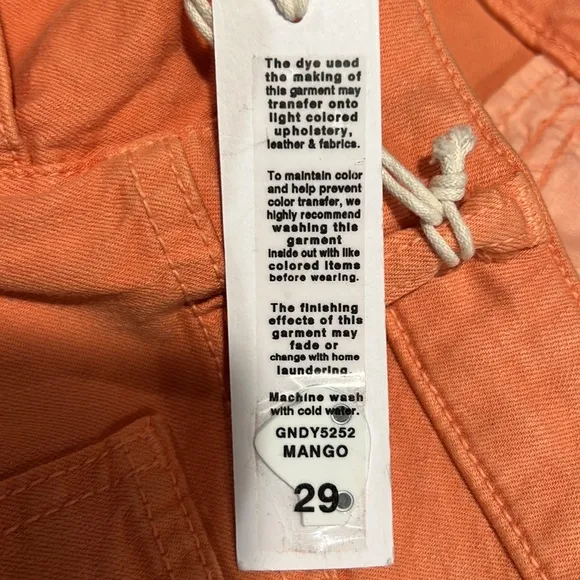 The dye used
the making of
this garment may
transfer onto
light colored
upholstery,
leather & fabrics.
To maintain color
and help prevent
color transfer, we
highly recommend
washing this
garment
inside out with like
colored items
before wearing.
The finishing
effects of this
garment may
fade or
change with home
laundering.
Machine wash
with cold water.
GNDY5252
MANGO
29